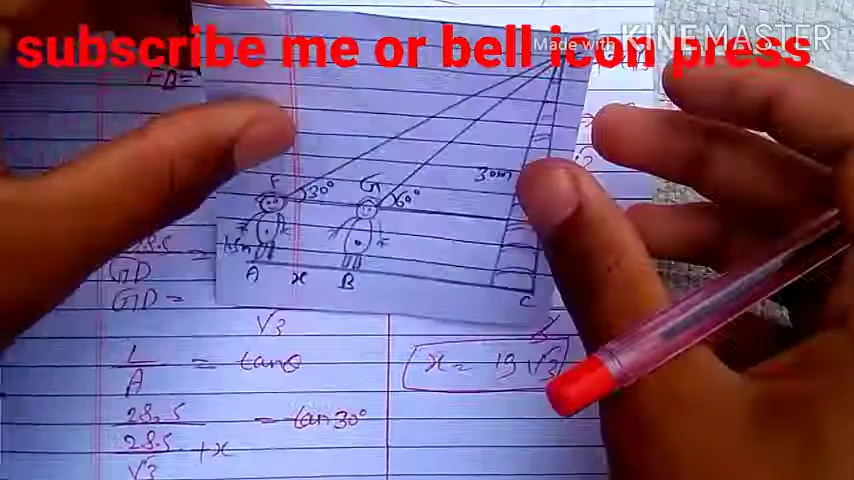 subscribe me or bell icon press
Made with KINEMASTER
E
FB=
30m
F
30°
G
60°
1.5m
A
x
B
C
28.5
GD
=
GD =
√3
L
A
= tanθ
x = 19√3
28.5
28.5
√3
+x
= tan30°